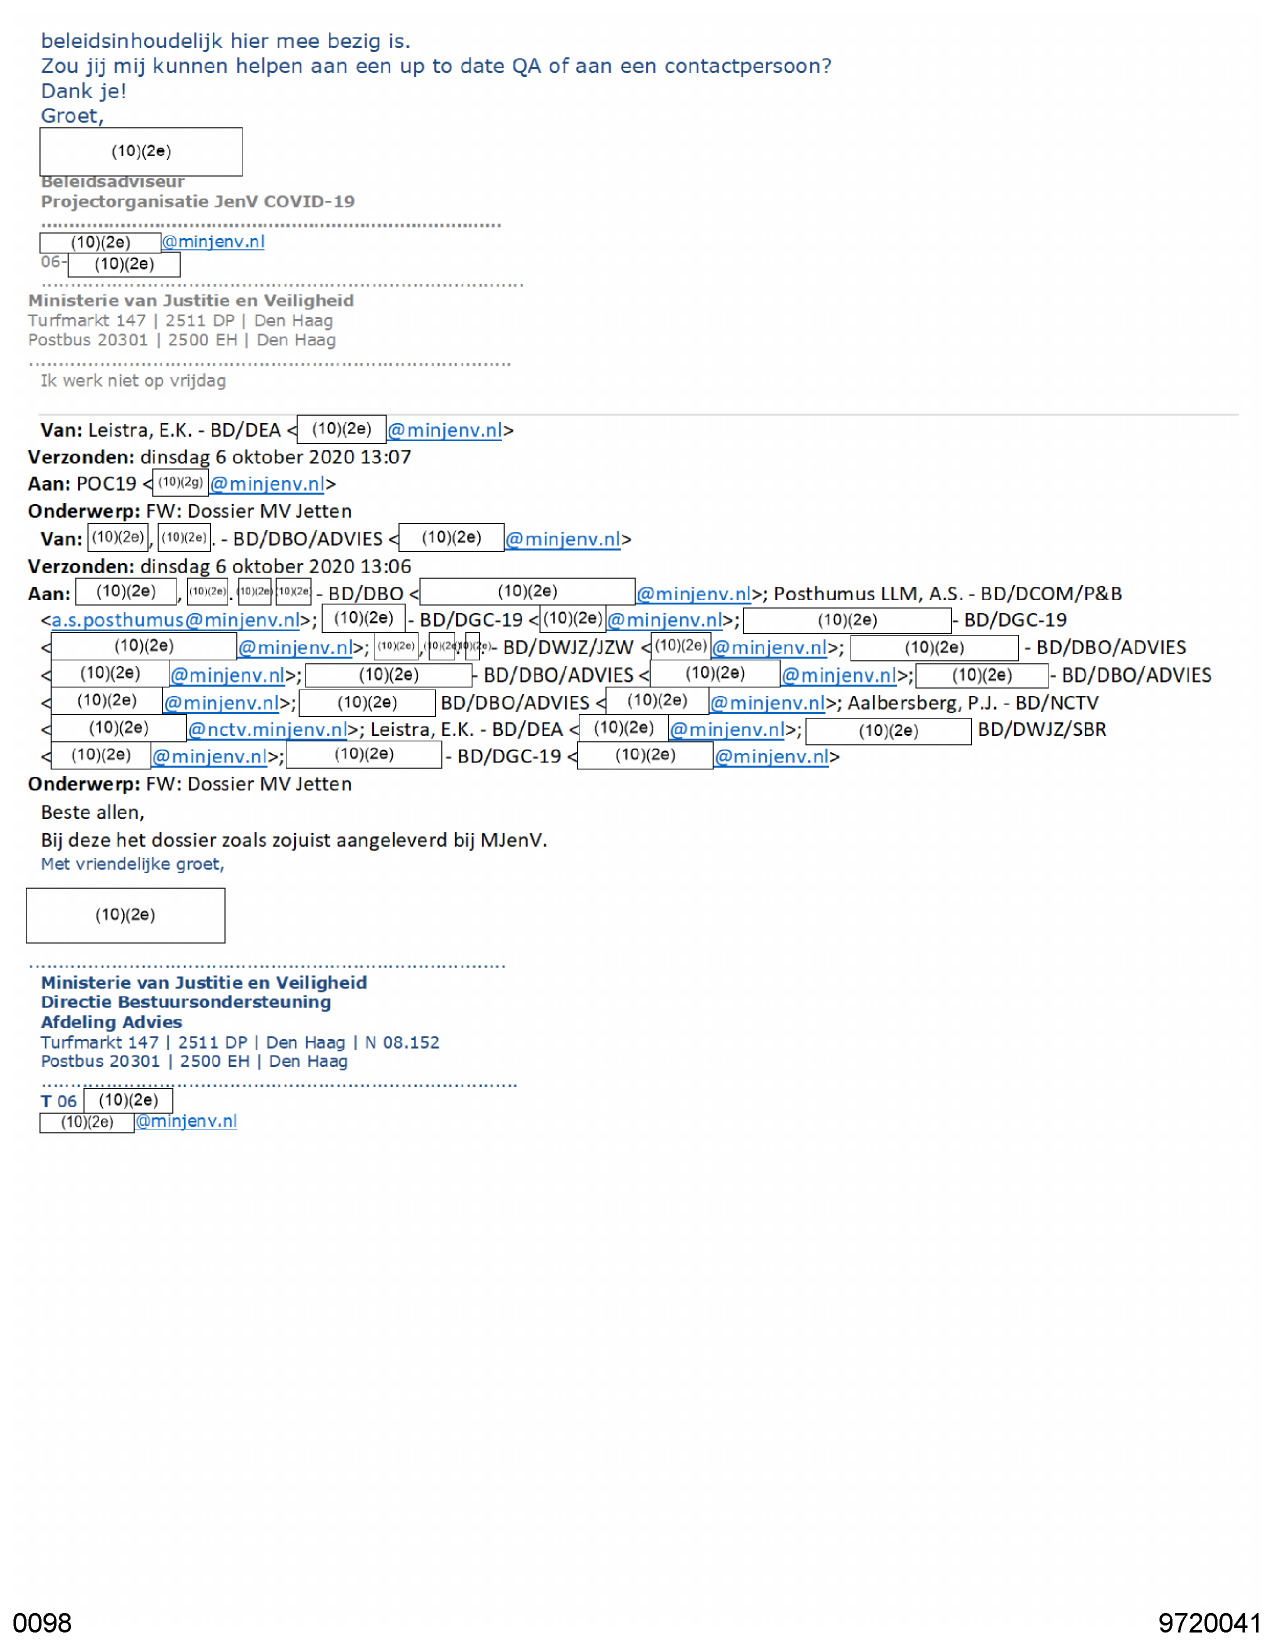 beleidsinhoudelijk hier mee bezig is.
Zou jij mij kunnen helpen aan een up to date QA of aan een contactpersoon?
Dank je!
Groet,
(10)(2e)
Beleidsadviseur
Projectorganisatie JenV COVID-19
................................................................................
(10)(2e) @minjenv.nl
06- (10)(2e)
................................................................................
Ministerie van Justitie en Veiligheid
Turfmarkt 147 | 2511 DP | Den Haag
Postbus 20301 | 2500 EH | Den Haag
................................................................................
Ik werk niet op vrijdag
Van: Leistra, E.K. - BD/DEA < (10)(2e) @minjenv.nl>
Verzonden: dinsdag 6 oktober 2020 13:07
Aan: POC19 < (10)(2g) @minjenv.nl>
Onderwerp: FW: Dossier MV Jetten
Van: (10)(2e), (10)(2e). - BD/DBO/ADVIES < (10)(2e) @minjenv.nl>
Verzonden: dinsdag 6 oktober 2020 13:06
Aan: (10)(2e), (10)(2e). (10)(2e) (10)(2e) - BD/DBO < (10)(2e) @minjenv.nl>; Posthumus LLM, A.S. - BD/DCOM/P&B
<a.s.posthumus@minjenv.nl>; (10)(2e) - BD/DGC-19 < (10)(2e) @minjenv.nl>; (10)(2e) - BD/DGC-19
< (10)(2e) @minjenv.nl>; (10)(2e), (10)(2e). (10)(2e). - BD/DWJZ/JZW < (10)(2e) @minjenv.nl>; (10)(2e) - BD/DBO/ADVIES
< (10)(2e) @minjenv.nl>; (10)(2e) - BD/DBO/ADVIES < (10)(2e) @minjenv.nl>; (10)(2e) - BD/DBO/ADVIES
< (10)(2e) @minjenv.nl>; (10)(2e) BD/DBO/ADVIES < (10)(2e) @minjenv.nl>; Aalbersberg, P.J. - BD/NCTV
< (10)(2e) @nctv.minjenv.nl>; Leistra, E.K. - BD/DEA < (10)(2e) @minjenv.nl>; (10)(2e) BD/DWJZ/SBR
< (10)(2e) @minjenv.nl>; (10)(2e) - BD/DGC-19 < (10)(2e) @minjenv.nl>
Onderwerp: FW: Dossier MV Jetten
Beste allen,
Bij deze het dossier zoals zojuist aangeleverd bij MJenV.
Met vriendelijke groet,
(10)(2e)
................................................................................
Ministerie van Justitie en Veiligheid
Directie Bestuursondersteuning
Afdeling Advies
Turfmarkt 147 | 2511 DP | Den Haag | N 08.152
Postbus 20301 | 2500 EH | Den Haag
................................................................................
T 06 (10)(2e)
(10)(2e) @minjenv.nl
0098 9720041